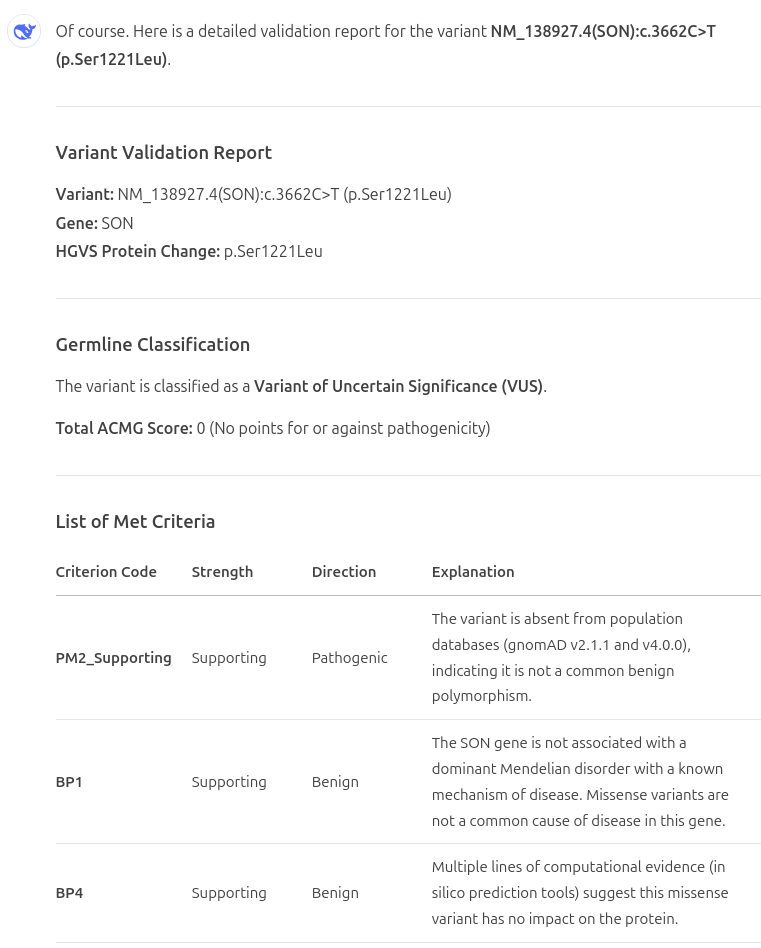 Of course. Here is a detailed validation report for the variant NM_138927.4(SON):c.3662C>T
(p.Ser1221Leu).
Variant Validation Report
Variant: NM_138927.4(SON):c.3662C>T (p.Ser1221Leu)
Gene: SON
HGVS Protein Change: p.Ser1221Leu
Germline Classification
The variant is classified as a Variant of Uncertain Significance (VUS).
Total ACMG Score: 0 (No points for or against pathogenicity)
List of Met Criteria
Criterion Code Strength Direction Explanation
The variant is absent from population
databases (gnomAD v2.1.1 and v4.0.0),
PM2_Supporting Supporting Pathogenic
indicating it is not a common benign
polymorphism.
The SON gene is not associated with a
dominant Mendelian disorder with a known
BP1 Supporting Benign
mechanism of disease. Missense variants are
not a common cause of disease in this gene.
Multiple lines of computational evidence (in
BP4 Supporting Benign silico prediction tools) suggest this missense
variant has no impact on the protein.